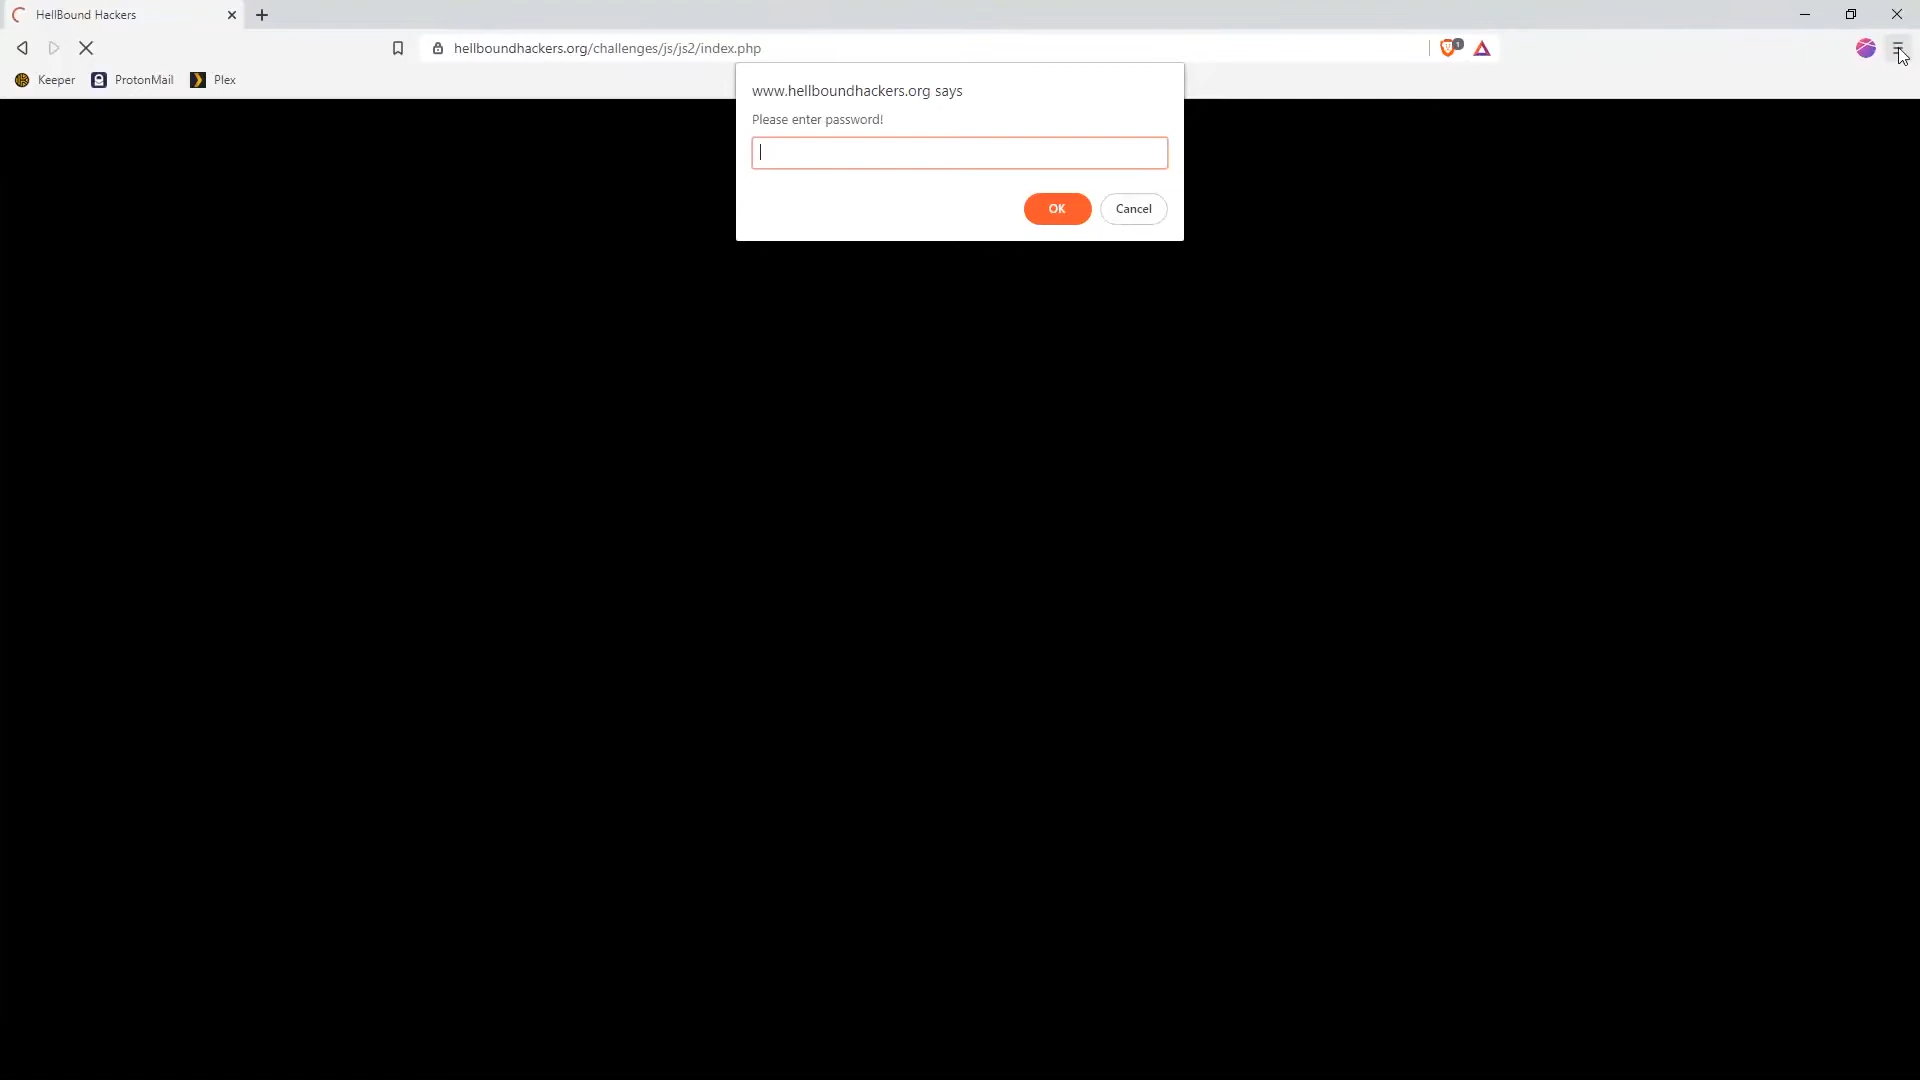 HellBound Hackers
hellboundhackers.org/challenges/js/js2/index.php
1
Keeper ProtonMail Plex
www.hellboundhackers.org says
Please enter password!
OK Cancel